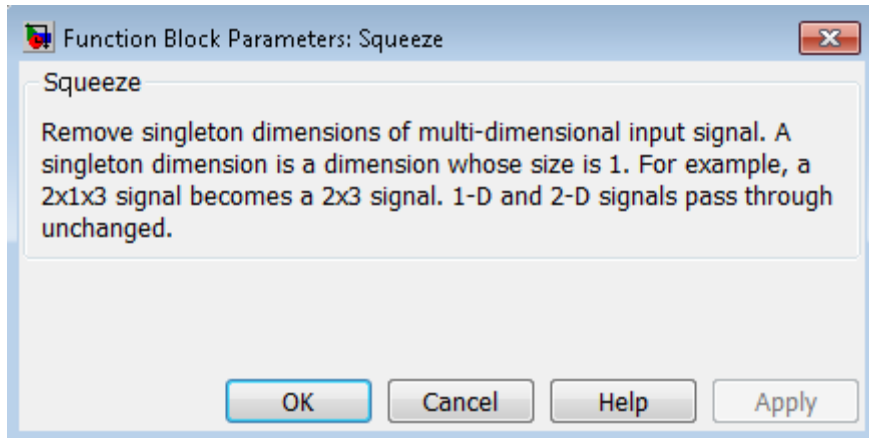 Function Block Parameters: Squeeze
Squeeze
Remove singleton dimensions of multi-dimensional input signal. A
singleton dimension is a dimension whose size is 1. For example, a
2x1x3 signal becomes a 2x3 signal. 1-D and 2-D signals pass through
unchanged.
OK Cancel Help Apply